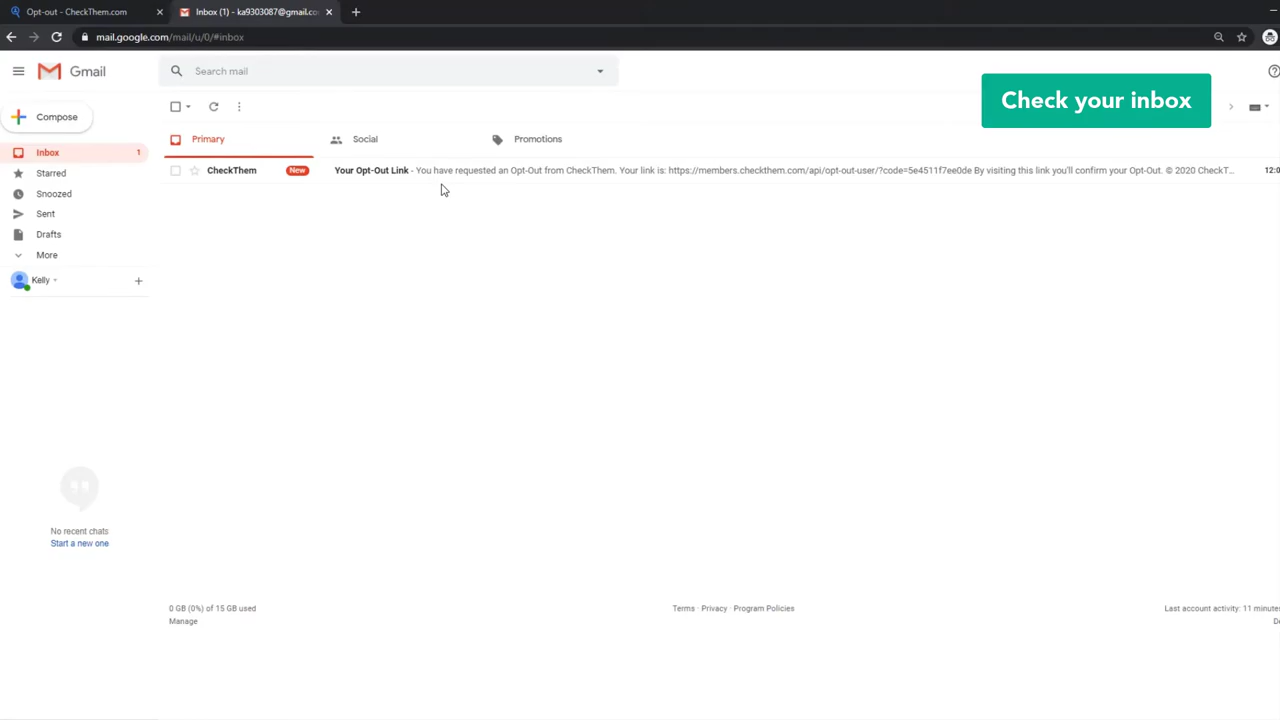 Opt-out - CheckThem.com
Inbox (1) - ka9303087@gmail.co
mail.google.com/mail/u/0/#inbox
Gmail
Search mail
Check your inbox
Compose
Primary
Social
Promotions
Inbox 1
CheckThem New Your Opt-Out Link - You have requested an Opt-Out from CheckThem. Your link is: https://members.checkthem.com/api/opt-out-user/?code=5e4511f7ee0de By visiting this link you'll confirm your Opt-Out. © 2020 CheckT... 12:0
Starred
Snoozed
Sent
Drafts
More
Kelly
No recent chats
Start a new one
0 GB (0%) of 15 GB used
Manage
Terms · Privacy · Program Policies
Last account activity: 11 minutes
De